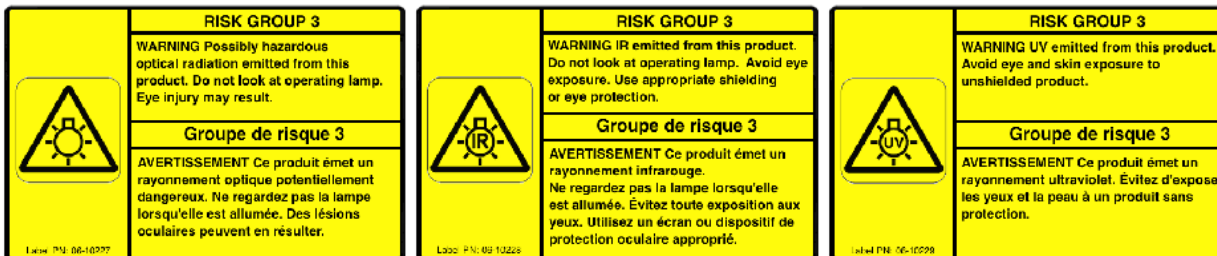 RISK GROUP 3
WARNING Possibly hazardous
optical radiation emitted from this
product. Do not look at operating lamp.
Eye injury may result.
Groupe de risque 3
AVERTISSEMENT Ce produit émet un
rayonnement optique potentiellement
dangereux. Ne regardez pas la lampe
lorsqu'elle est allumée. Des lésions
oculaires peuvent en résulter.
Label PN: 06-10227
RISK GROUP 3
WARNING IR emitted from this product.
Do not look at operating lamp. Avoid eye
exposure. Use appropriate shielding
or eye protection.
IR
Groupe de risque 3
AVERTISSEMENT Ce produit émet un
rayonnement infrarouge.
Ne regardez pas la lampe lorsqu'elle
est allumée. Évitez toute exposition aux
yeux. Utilisez un écran ou dispositif de
protection oculaire approprié.
Label PN: 06-10228
RISK GROUP 3
WARNING UV emitted from this product.
Avoid eye and skin exposure to
unshielded product.
UV
Groupe de risque 3
AVERTISSEMENT Ce produit émet un
rayonnement ultraviolet. Évitez d'expose
les yeux et la peau à un produit sans
protection.
Label PN: 06-10229